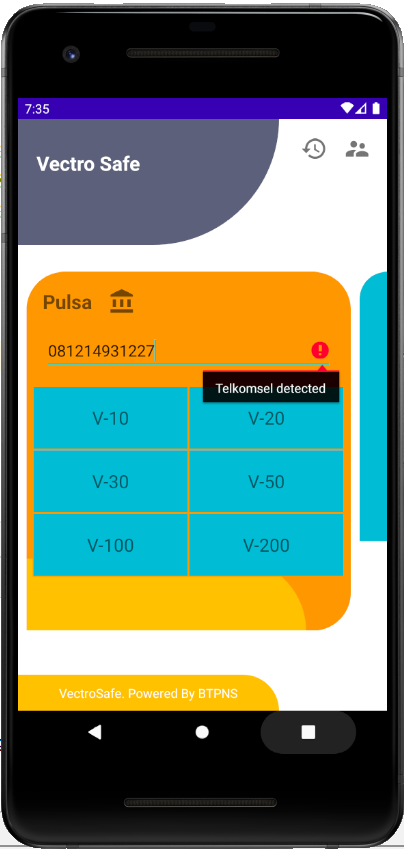 7:35
Vectro Safe
Pulsa
081214931227
Telkomsel detected
V-10
V-20
V-30
V-50
V-100
V-200
VectroSafe. Powered By BTPNS